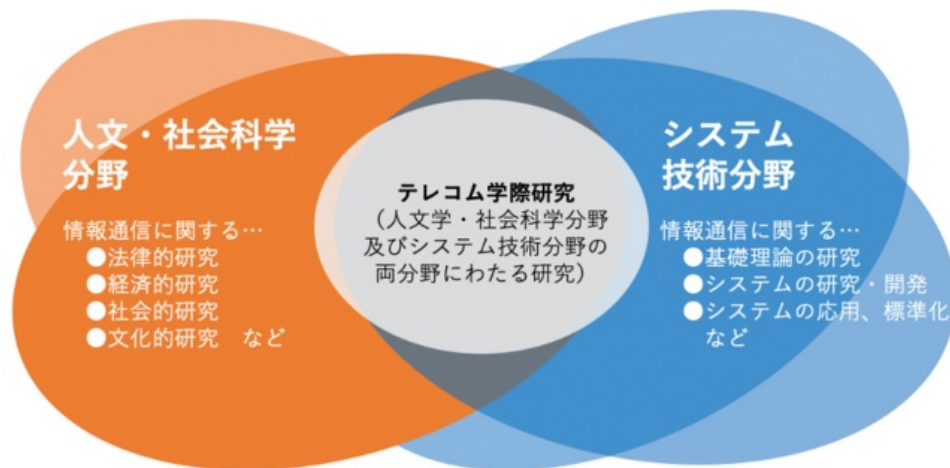 人文・社会科学
分野
情報通信に関する…
●法律的研究
●経済的研究
●社会的研究
●文化的研究　など
テレコム学際研究
（人文学・社会科学分野
及びシステム技術分野の
両分野にわたる研究）
システム
技術分野
情報通信に関する…
●基礎理論の研究
●システムの研究・開発
●システムの応用、標準化
など